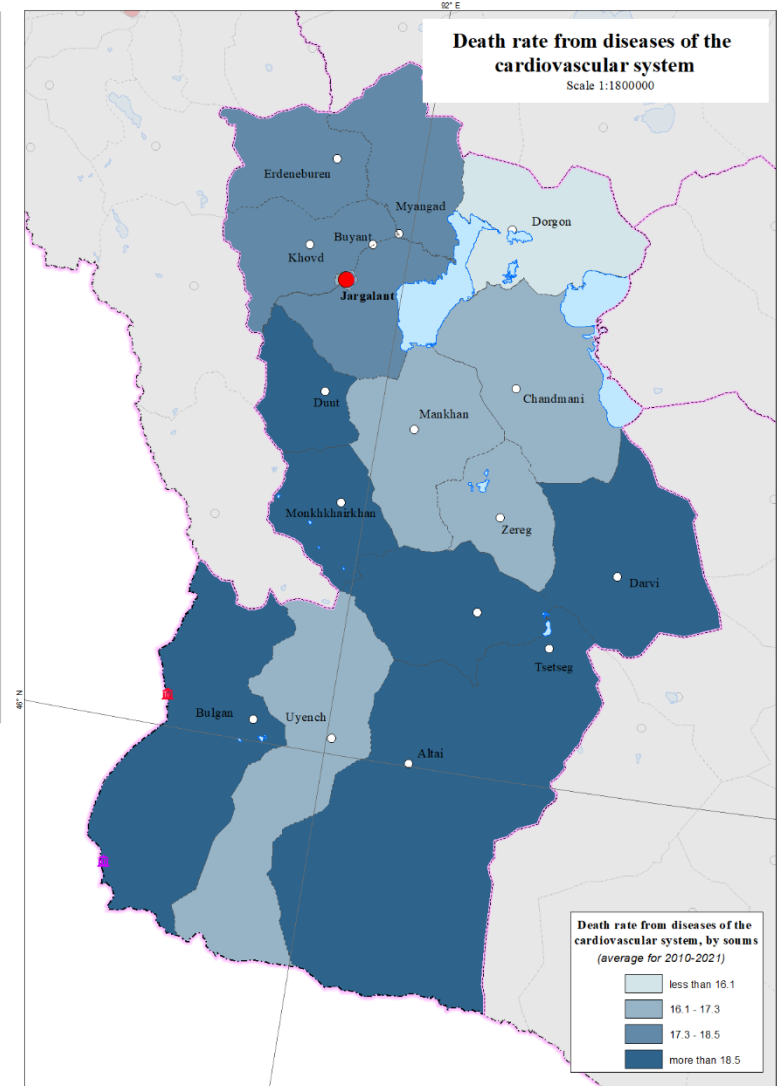 92° E
Death rate from diseases of the
cardiovascular system
Scale 1:1800000
Erdeneburen
Myangad
Dorgon
Buyant
Khovd
Jargalant
Duut
Chandmani
Mankhan
Monkhkhairkhan
Zereg
Darvi
Tsetseg
46° N
Bulgan
Uyench
Altai
Death rate from diseases of the
cardiovascular system, by soums
(average for 2010-2021)
less than 16.1
16.1 - 17.3
17.3 - 18.5
more than 18.5